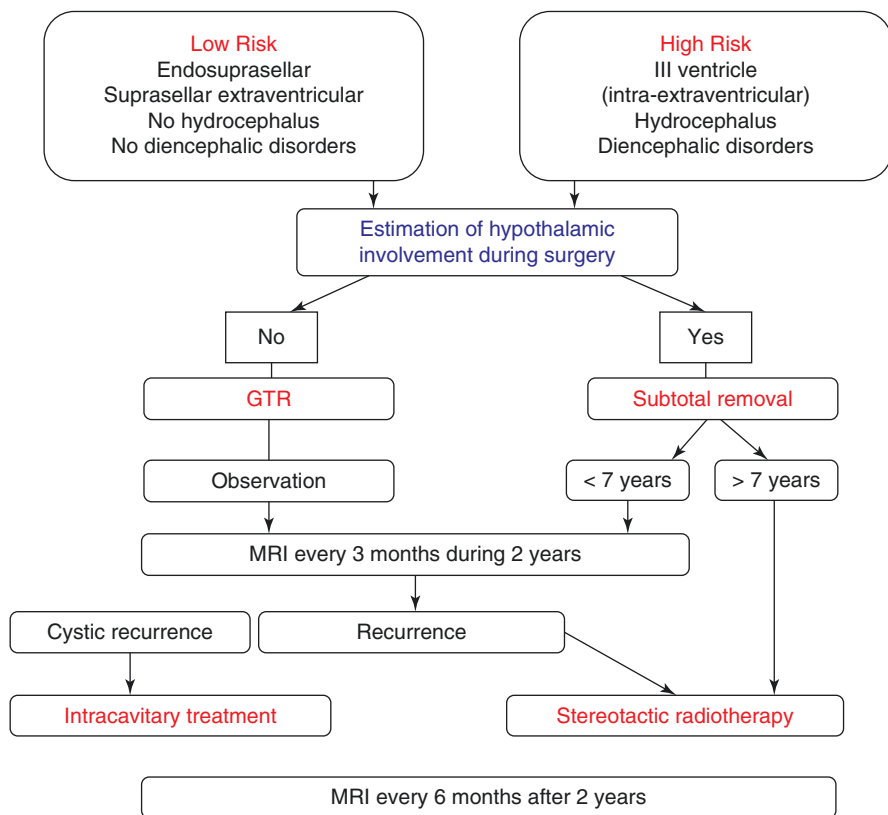 Low Risk
Endosuprasellar
Suprasellar extraventricular
No hydrocephalus
No diencephalic disorders
High Risk
III ventricle
(intra-extraventricular)
Hydrocephalus
Diencephalic disorders
Estimation of hypothalamic
involvement during surgery
No
Yes
GTR
Subtotal removal
Observation
< 7 years
> 7 years
MRI every 3 months during 2 years
Cystic recurrence
Recurrence
Intracavitary treatment
Stereotactic radiotherapy
MRI every 6 months after 2 years